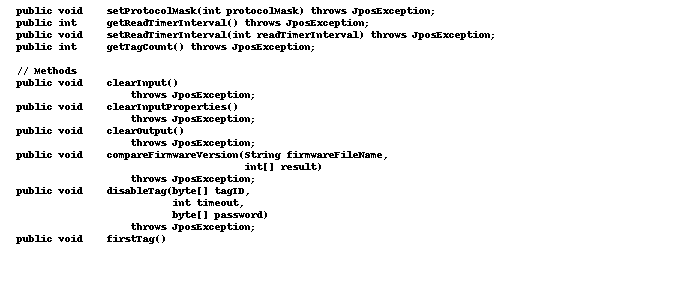 public void    setProtocolMask(int protocolMask) throws JposException;
public int     getReadTimerInterval() throws JposException;
public void    setReadTimerInterval(int readTimerInterval) throws JposException;
public int     getTagCount() throws JposException;

// Methods
public void    clearInput()
                   throws JposException;
public void    clearInputProperties()
                   throws JposException;
public void    clearOutput()
                   throws JposException;
public void    compareFirmwareVersion(String firmwareFileName,
                                      int[] result)
                   throws JposException;
public void    disableTag(byte[] tagID,
                          int timeout,
                          byte[] password)
                   throws JposException;
public void    firstTag()